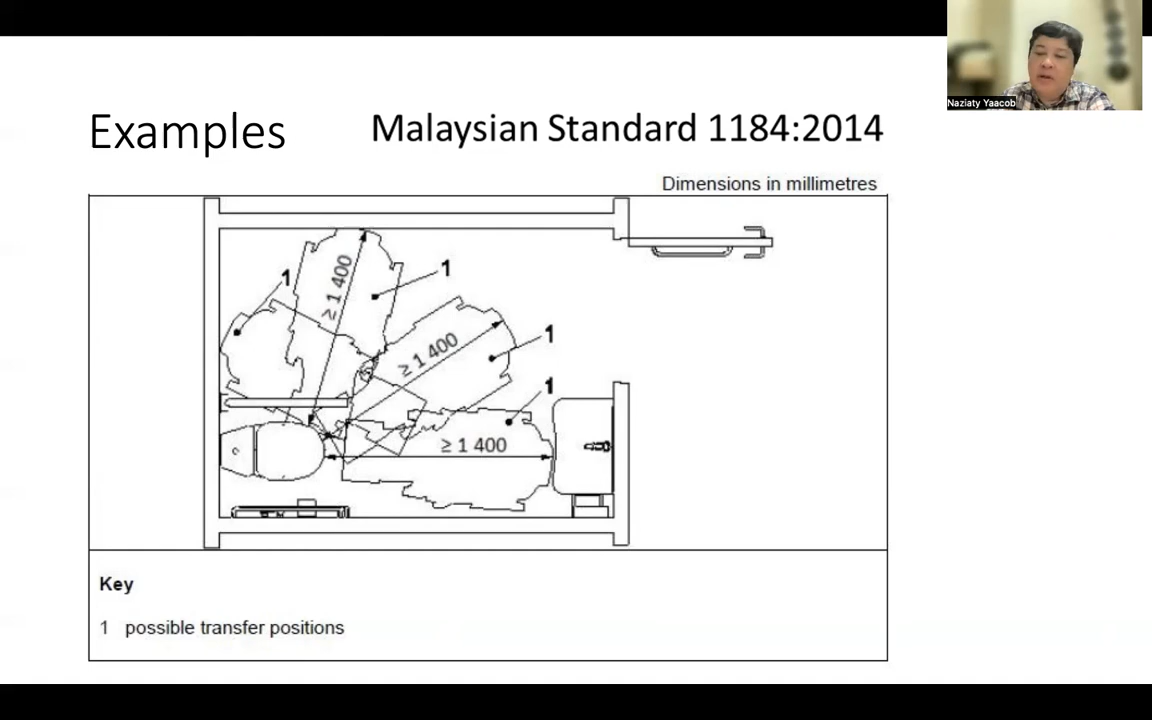 Naziaty Yaacob
Examples
Malaysian Standard 1184:2014
Dimensions in millimetres
1
1
≥ 1 400
1
≥ 1 400
1
≥ 1 400
Key
1 possible transfer positions